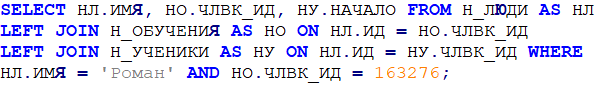 SELECT НЛ.ИМЯ, НО.ЧЛВК_ИД, НУ.НАЧАЛО FROM Н_ЛЮДИ AS НЛ
LEFT JOIN Н_ОБУЧЕНИЯ AS НО ON НЛ.ИД = НО.ЧЛВК_ИД
LEFT JOIN Н_УЧЕНИКИ AS НУ ON НЛ.ИД = НУ.ЧЛВК_ИД WHERE
НЛ.ИМЯ = 'Роман' AND НО.ЧЛВК_ИД = 163276;